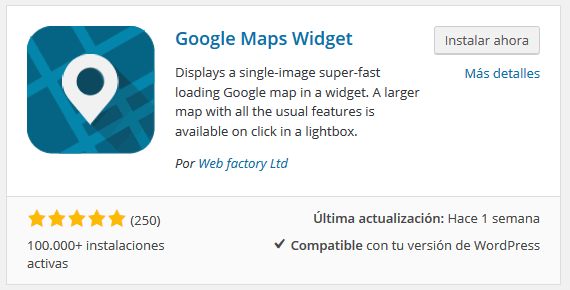 Google Maps Widget
Instalar ahora
Displays a single-image super-fast
Más detalles
loading Google map in a widget. A larger
map with all the usual features is
available on click in a lightbox.
Por Web factory Ltd
(250)
Última actualización: Hace 1 semana
100.000+ instalaciones
activas
Compatible con tu versión de WordPress